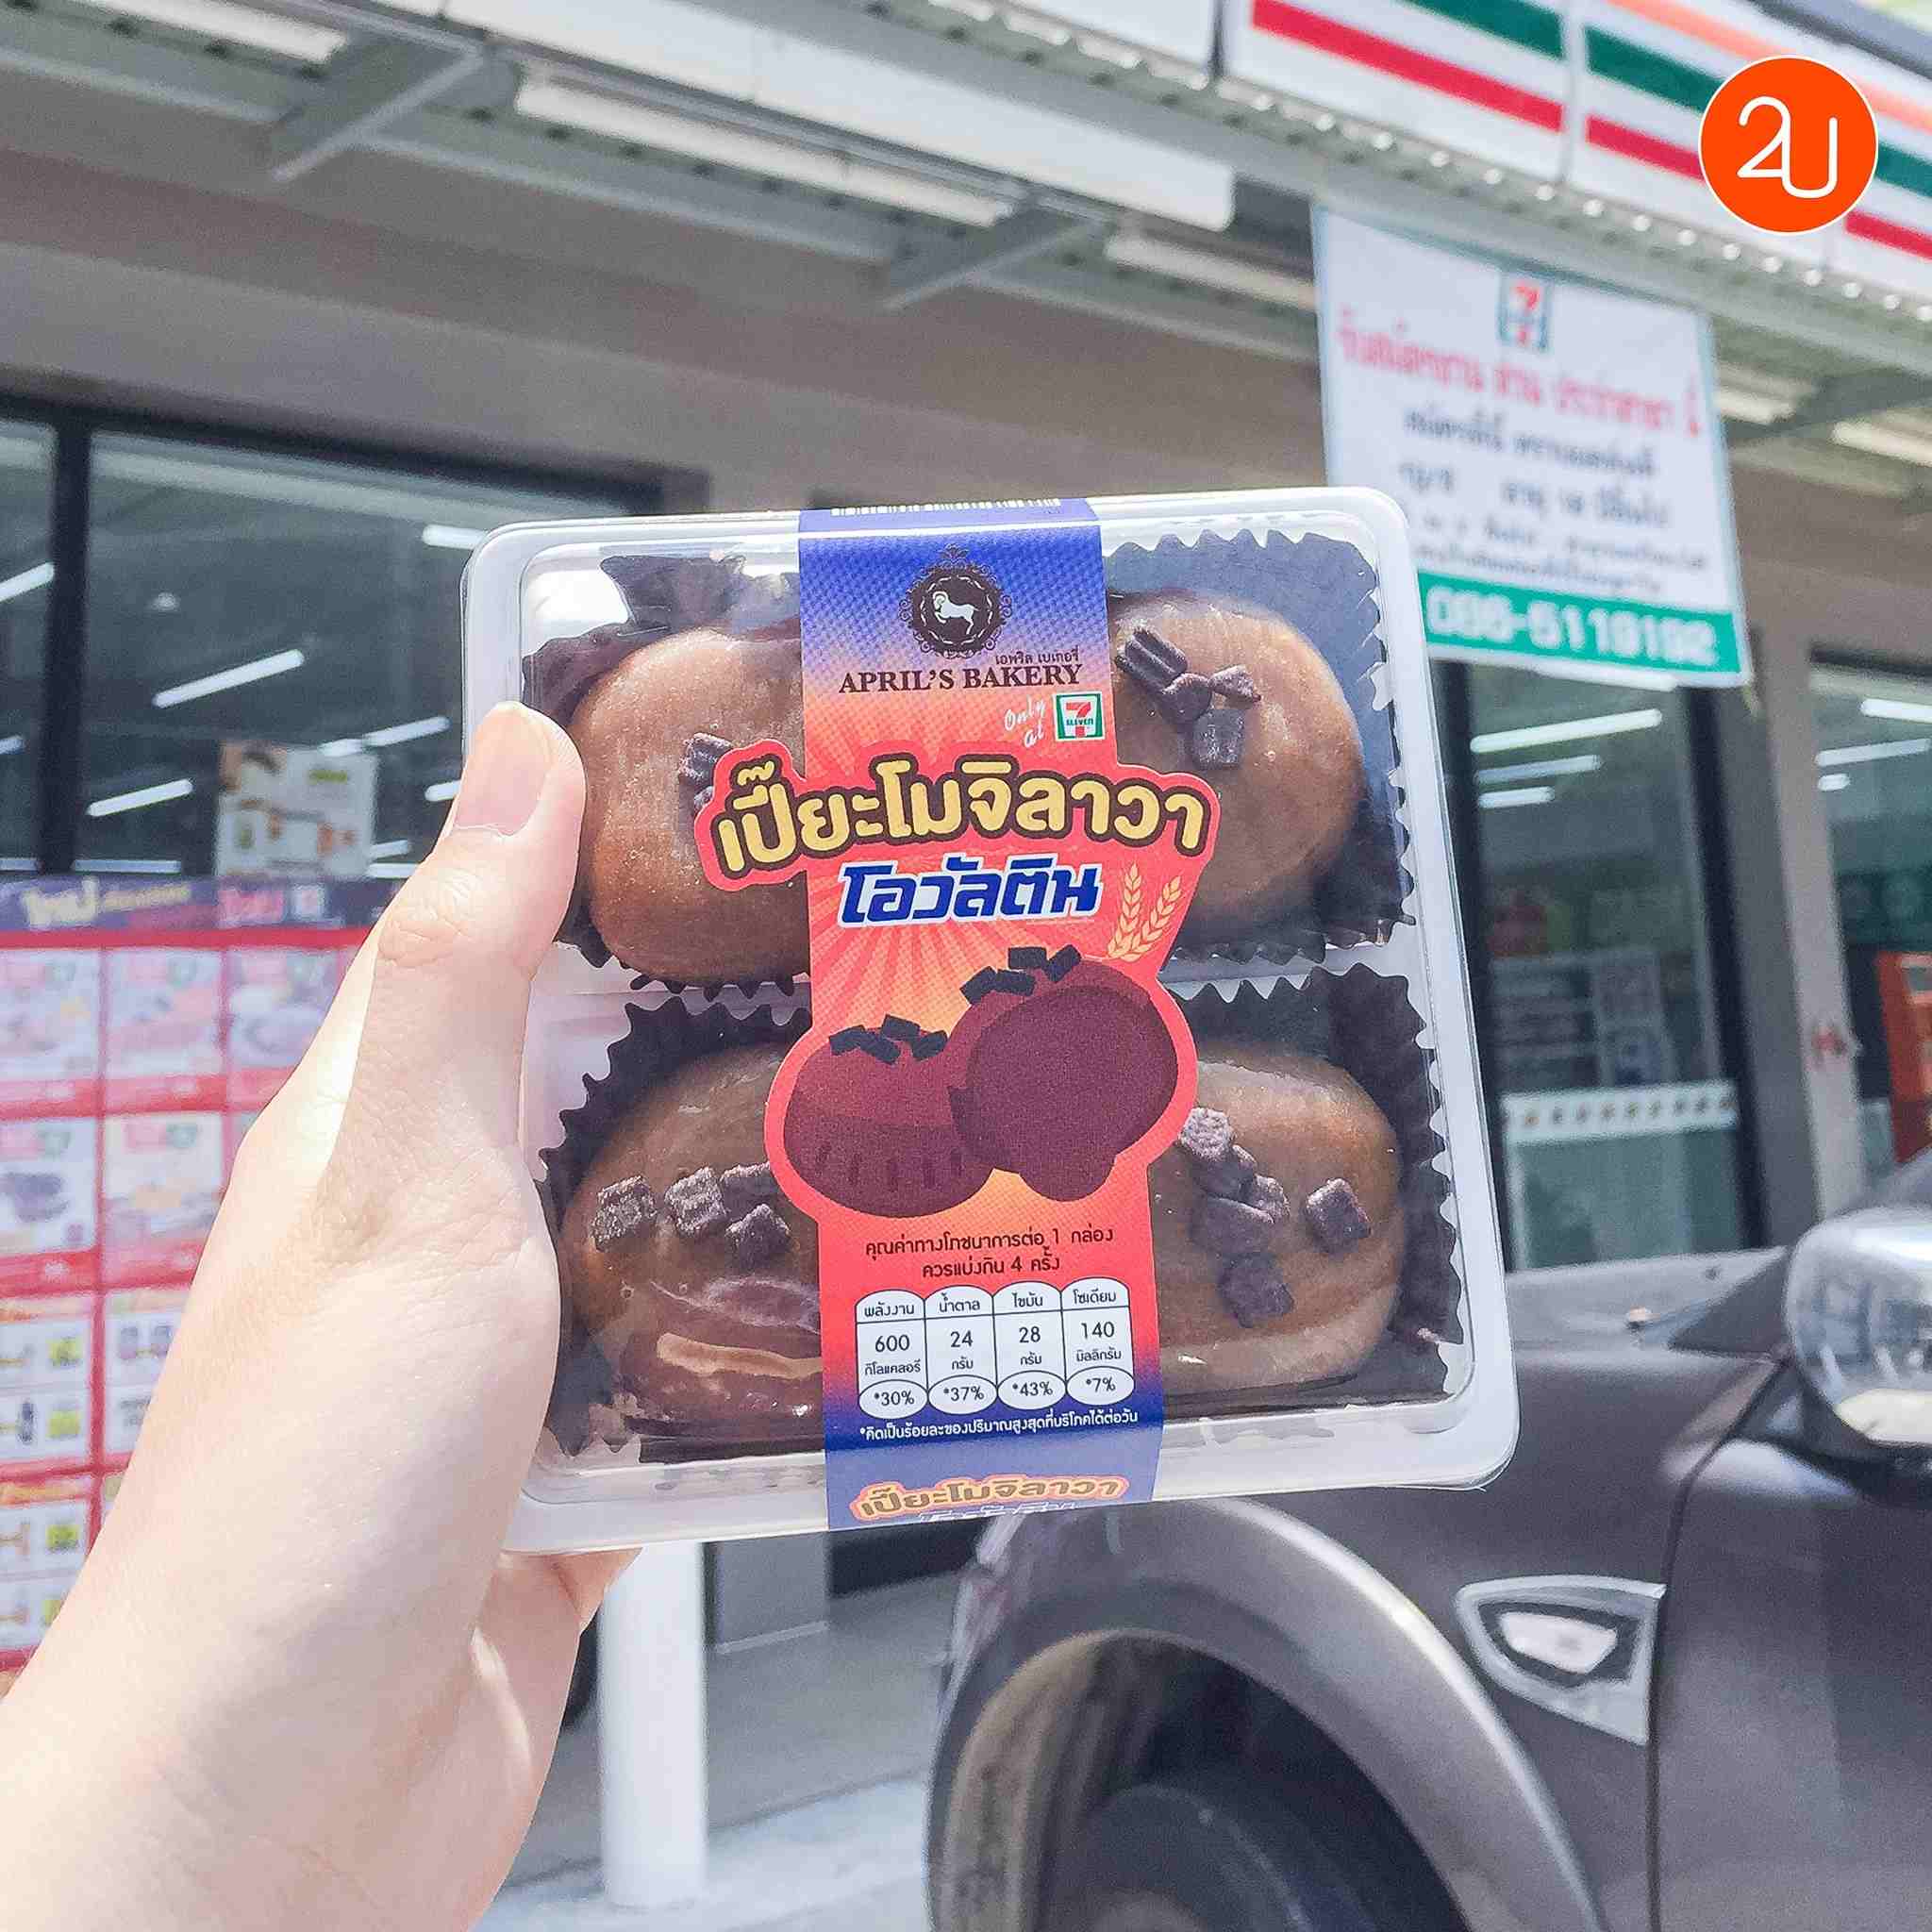 2U
7
086-5119192
เอพริล เบเกอรี่
APRIL'S BAKERY
Only at
7
ELEVEN
เปี๊ยะโมจิลาวา
โอวัลติน
คุณค่าทางโภชนาการต่อ 1 กล่อง
ควรแบ่งกิน 4 ครั้ง
พลังงาน น้ำตาล ไขมัน โซเดียม
600 24 28 140
กิโลแคลอรี กรัม กรัม มิลลิกรัม
*30% *37% *43% *7%
*คิดเป็นร้อยละของปริมาณสูงสุดที่บริโภคได้ต่อวัน
เปี๊ยะโมจิลาวา